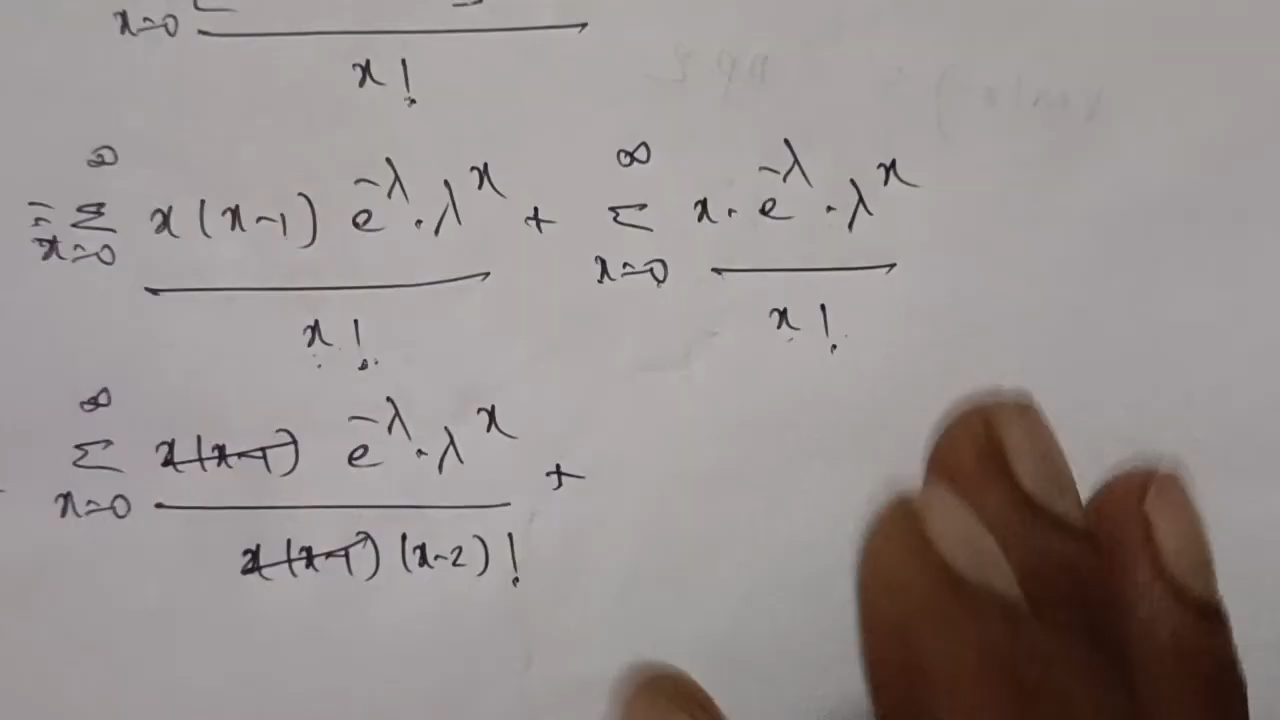 x=0
x!
= ∞ Σ x=0 x(x-1) e^-λ . λ^x / x! + ∞ Σ x=0 x . e^-λ . λ^x / x!
∞ Σ x=0 x(x-1) e^-λ . λ^x / x(x-1) (x-2)! +